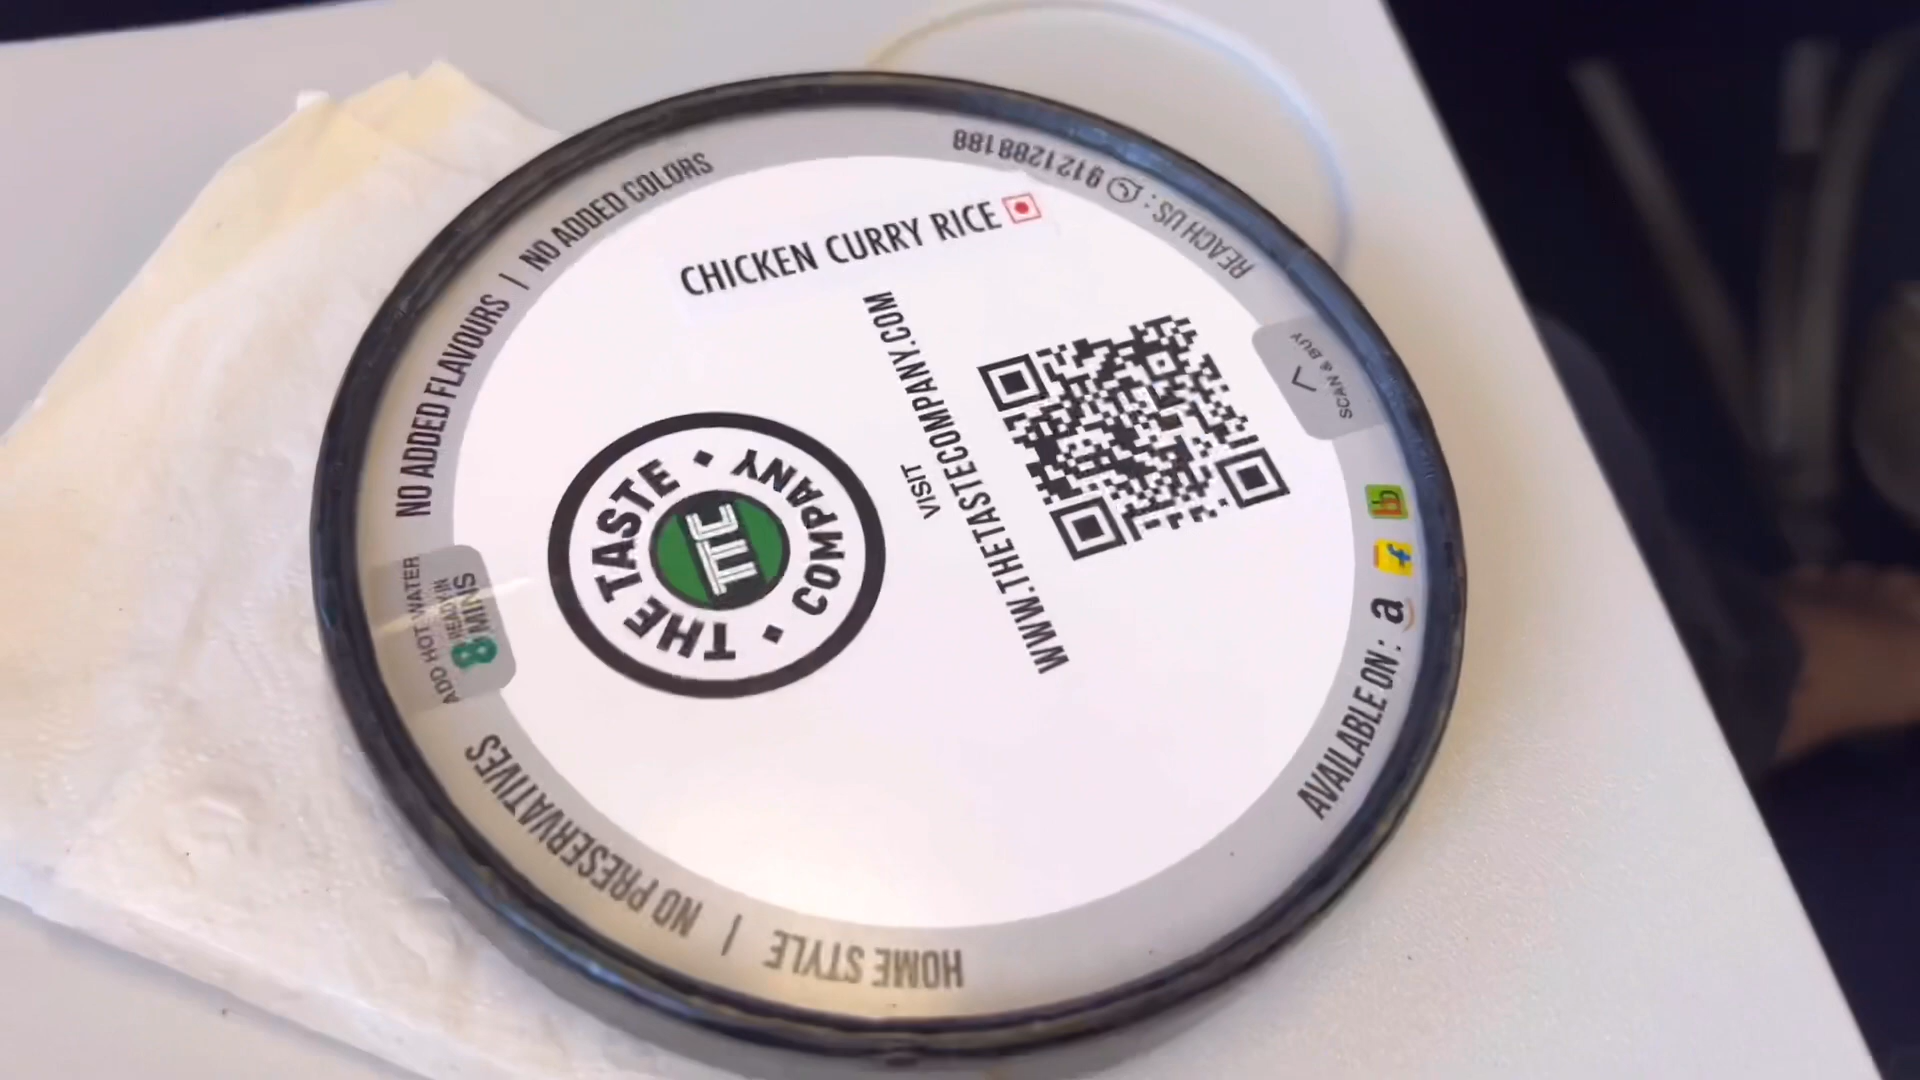 NO ADDED FLAVOURS | NO ADDED COLORS
REACH US : 9121288188
CHICKEN CURRY RICE
THE TASTE
COMPANY
TTC
VISIT
WWW.THETASTECOMPANY.COM
SCAN & BUY
ADD HOT WATER
READY IN
8 MINS
AVAILABLE ON : a f bb
HOME STYLE | NO PRESERVATIVES